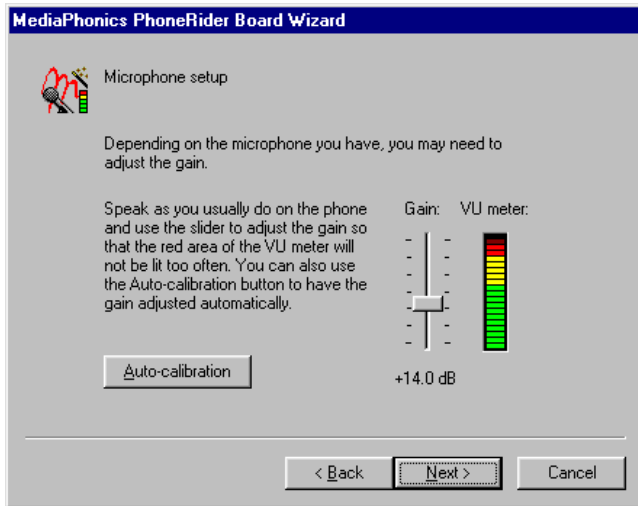 MediaPhonics PhoneRider Board Wizard
Microphone setup
Depending on the microphone you have, you may need to
adjust the gain.
Speak as you usually do on the phone
and use the slider to adjust the gain so
that the red area of the VU meter will
not be lit too often. You can also use
the Auto-calibration button to have the
gain adjusted automatically.
Gain: VU meter:
+14.0 dB
Auto-calibration
< Back Next > Cancel